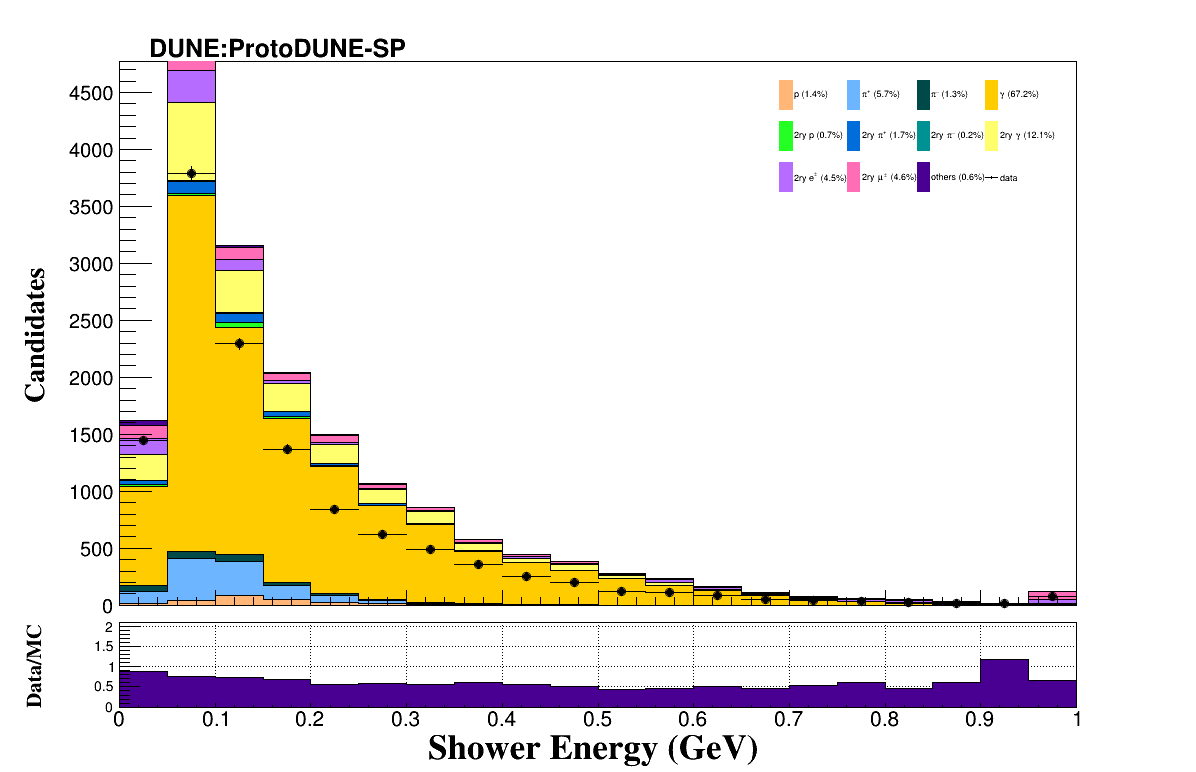 DUNE:ProtoDUNE-SP
4500
4000
3500
3000
2500
2000
1500
1000
500
0
Candidates
p (1.4%) π⁺ (5.7%) π⁻ (1.3%) γ (67.2%)
2ry p (0.7%) 2ry π⁺ (1.7%) 2ry π⁻ (0.2%) 2ry γ (12.1%)
2ry e± (4.5%) 2ry μ± (4.6%) others (0.6%) data
2
1.5
1
0.5
0
Data/MC
0 0.1 0.2 0.3 0.4 0.5 0.6 0.7 0.8 0.9 1
Shower Energy (GeV)